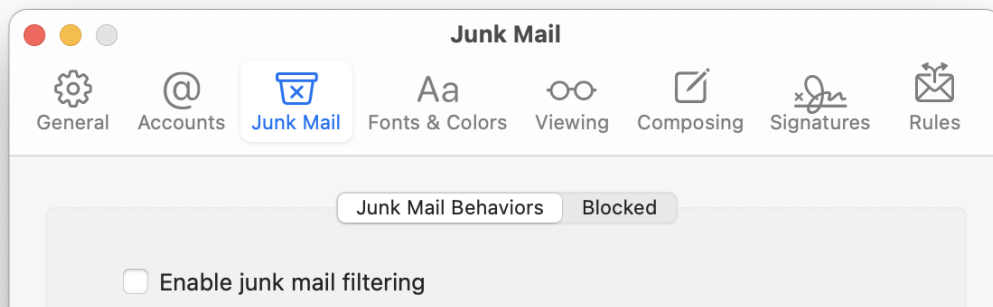 Junk Mail
General Accounts Junk Mail Fonts & Colors Viewing Composing Signatures Rules
Junk Mail Behaviors Blocked
Enable junk mail filtering